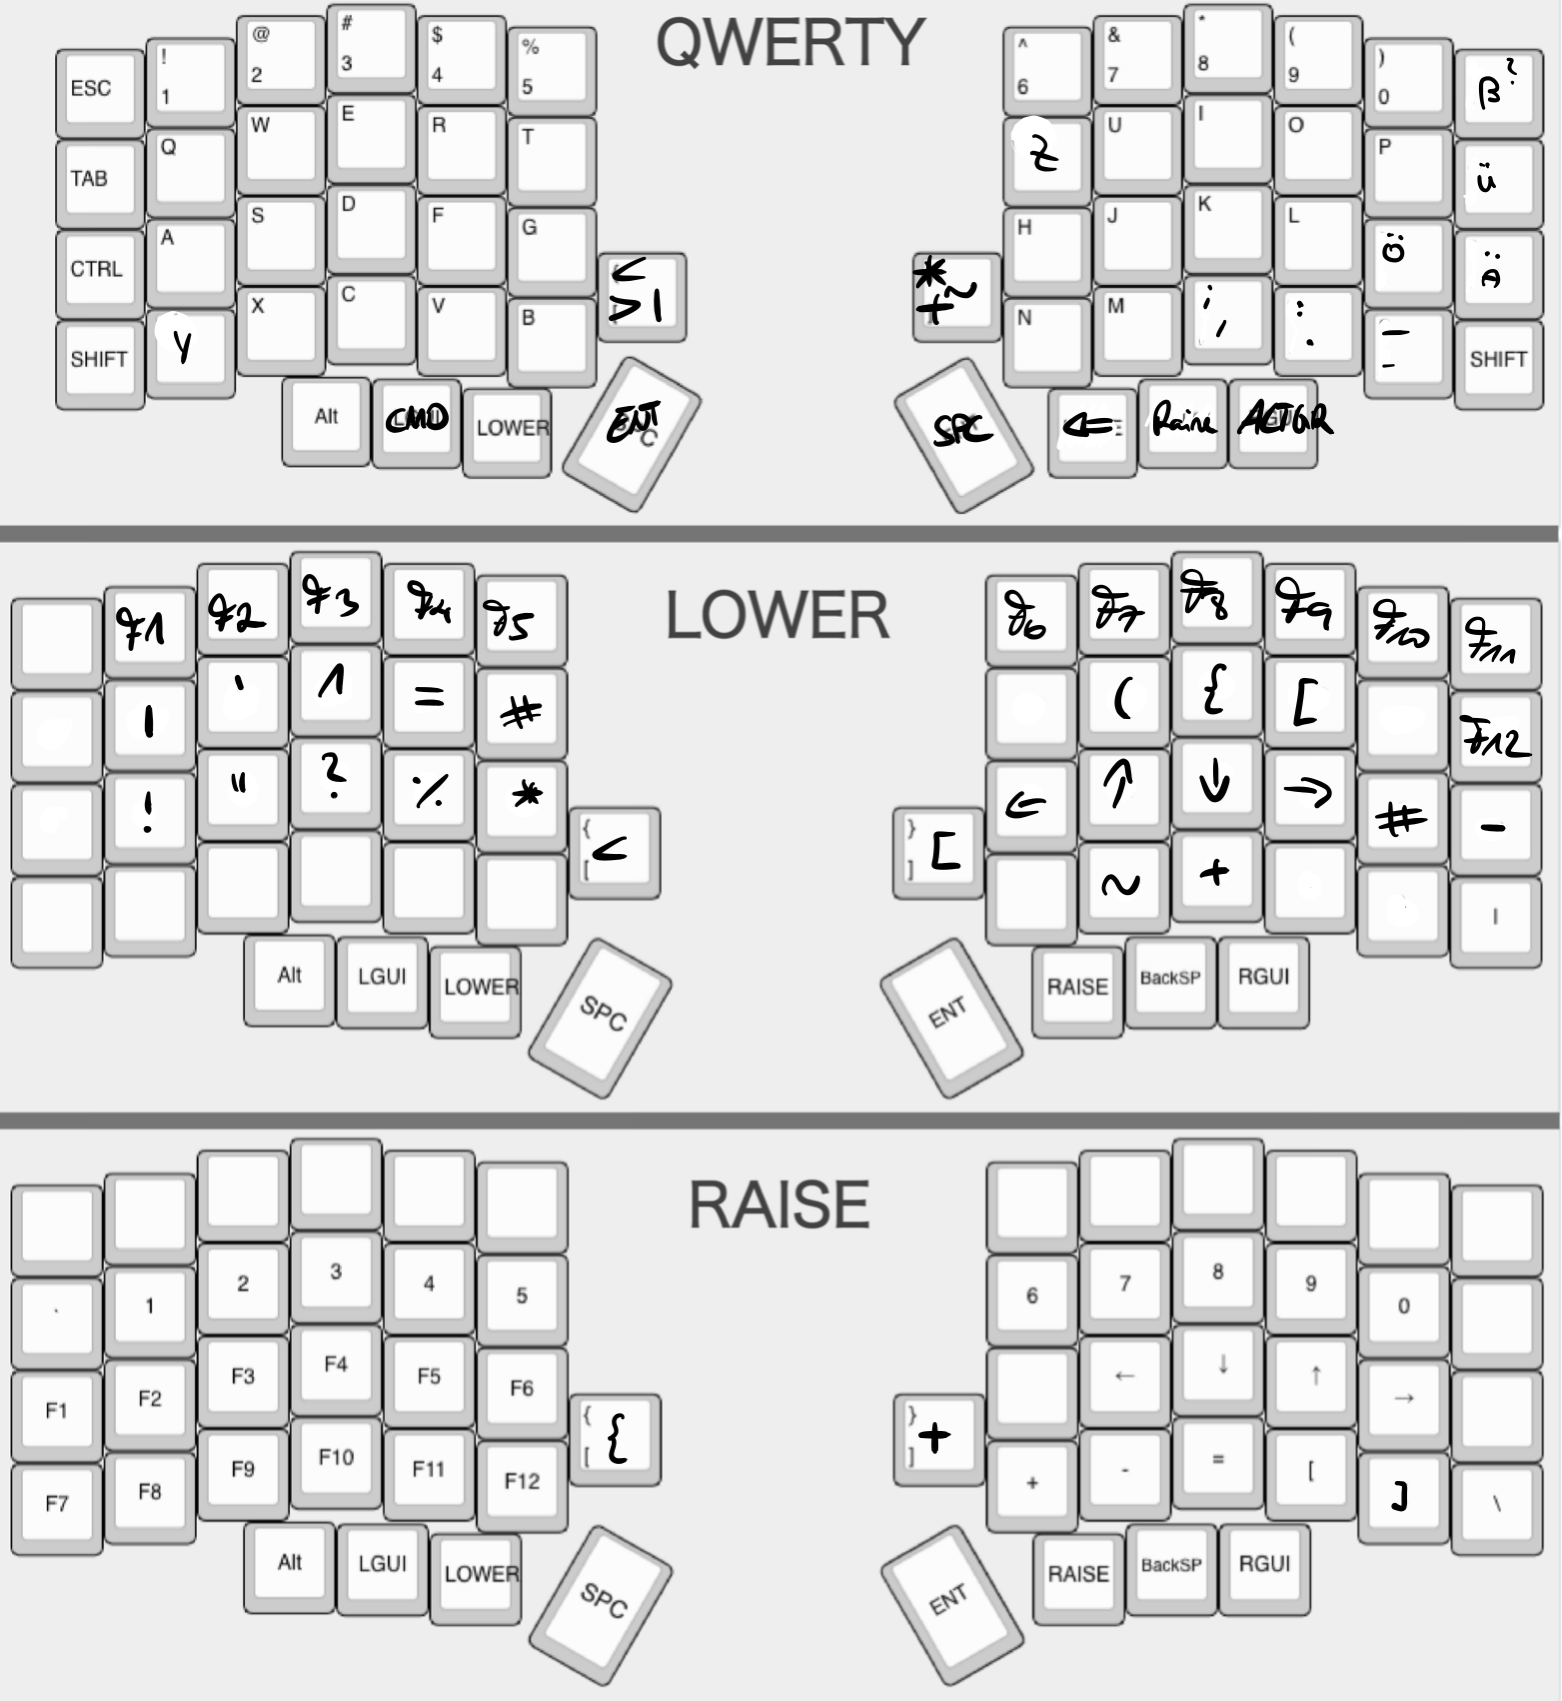 QWERTY
ESC ! 1 @ 2 # 3 $ 4 % 5 ^ 6 & 7 * 8 ( 9 ) 0 β ?
TAB Q W E R T Z U I O P ü
CTRL A S D F G < > | * + ~ H J K L Ö Ä
SHIFT Y X C V B N M ; , : . _ - SHIFT
Alt CMD LOWER ENT SPC ⇐ Raise ALTGR
LOWER
F1 F2 F3 F4 F5 F6 F7 F8 F9 F10 F11
| ' ^ = # ( { [ F12
! " ? % * { [ < } ] [ ← ↑ ↓ → # -
~ + |
Alt LGUI LOWER SPC ENT RAISE BackSP RGUI
RAISE
` 1 2 3 4 5 6 7 8 9 0
F1 F2 F3 F4 F5 F6 { [ { } ] + ← ↓ ↑ →
F7 F8 F9 F10 F11 F12 + - = [ ] \
Alt LGUI LOWER SPC ENT RAISE BackSP RGUI